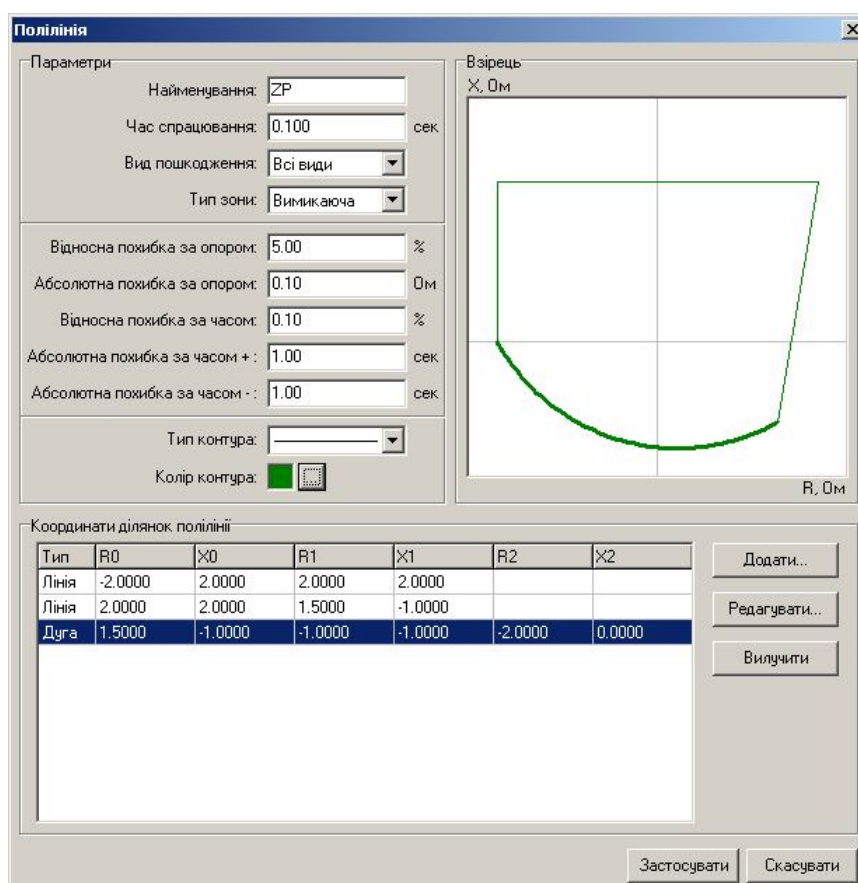 Полілінія
Параметри
Найменування: ZP
Час спрацювання: 0.100 сек
Вид пошкодження: Всі види
Тип зони: Вимикаюча
Відносна похибка за опором: 5.00 %
Абсолютна похибка за опором: 0.10 Ом
Відносна похибка за часом: 0.10 %
Абсолютна похибка за часом + : 1.00 сек
Абсолютна похибка за часом - : 1.00 сек
Тип контура:
Колір контура:
Взірець
X, Ом
R, Ом
Координати ділянок полілінії
Тип R0 X0 R1 X1 R2 X2
Лінія -2.0000 2.0000 2.0000 2.0000
Лінія 2.0000 2.0000 1.5000 -1.0000
Дуга 1.5000 -1.0000 -1.0000 -1.0000 -2.0000 0.0000
Додати...
Редагувати...
Вилучити
Застосувати Скасувати